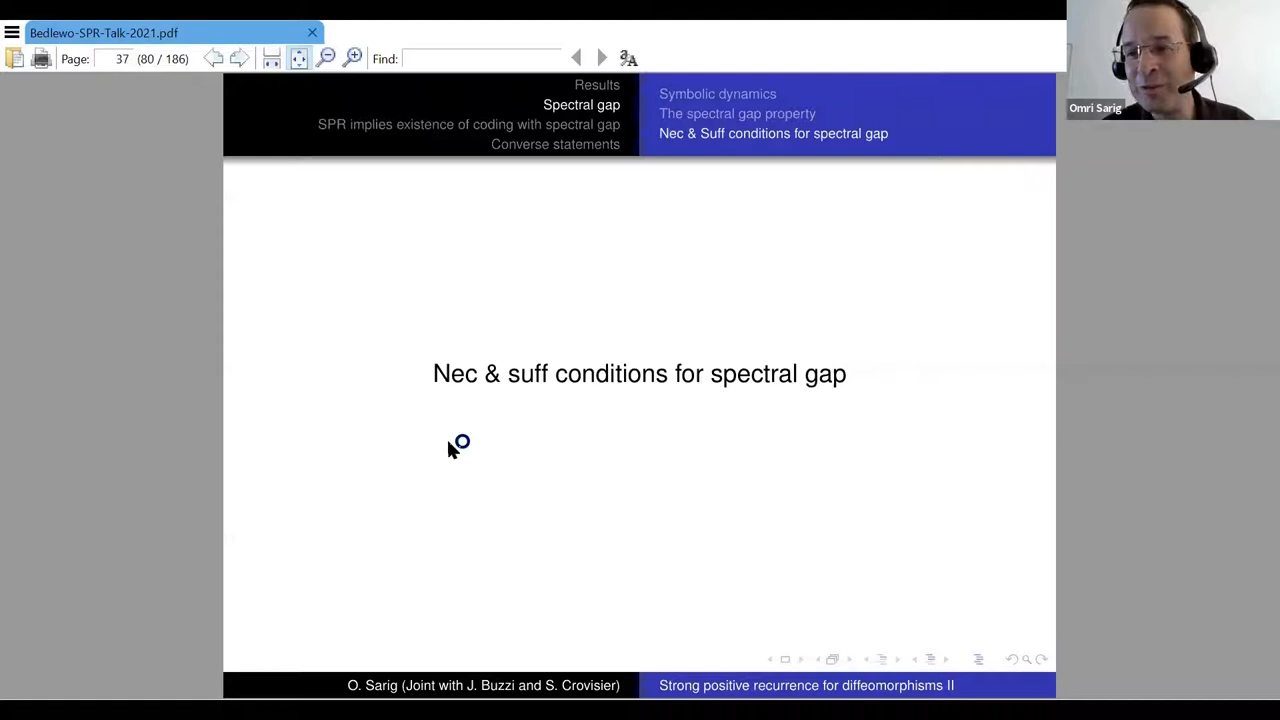 Bedlewo-SPR-Talk-2021.pdf
Page: 37 (80 / 186) Find:
Results
Spectral gap
SPR implies existence of coding with spectral gap
Converse statements
Symbolic dynamics
The spectral gap property
Nec & Suff conditions for spectral gap
Omri Sarig
Nec & suff conditions for spectral gap
O. Sarig (Joint with J. Buzzi and S. Crovisier)
Strong positive recurrence for diffeomorphisms II